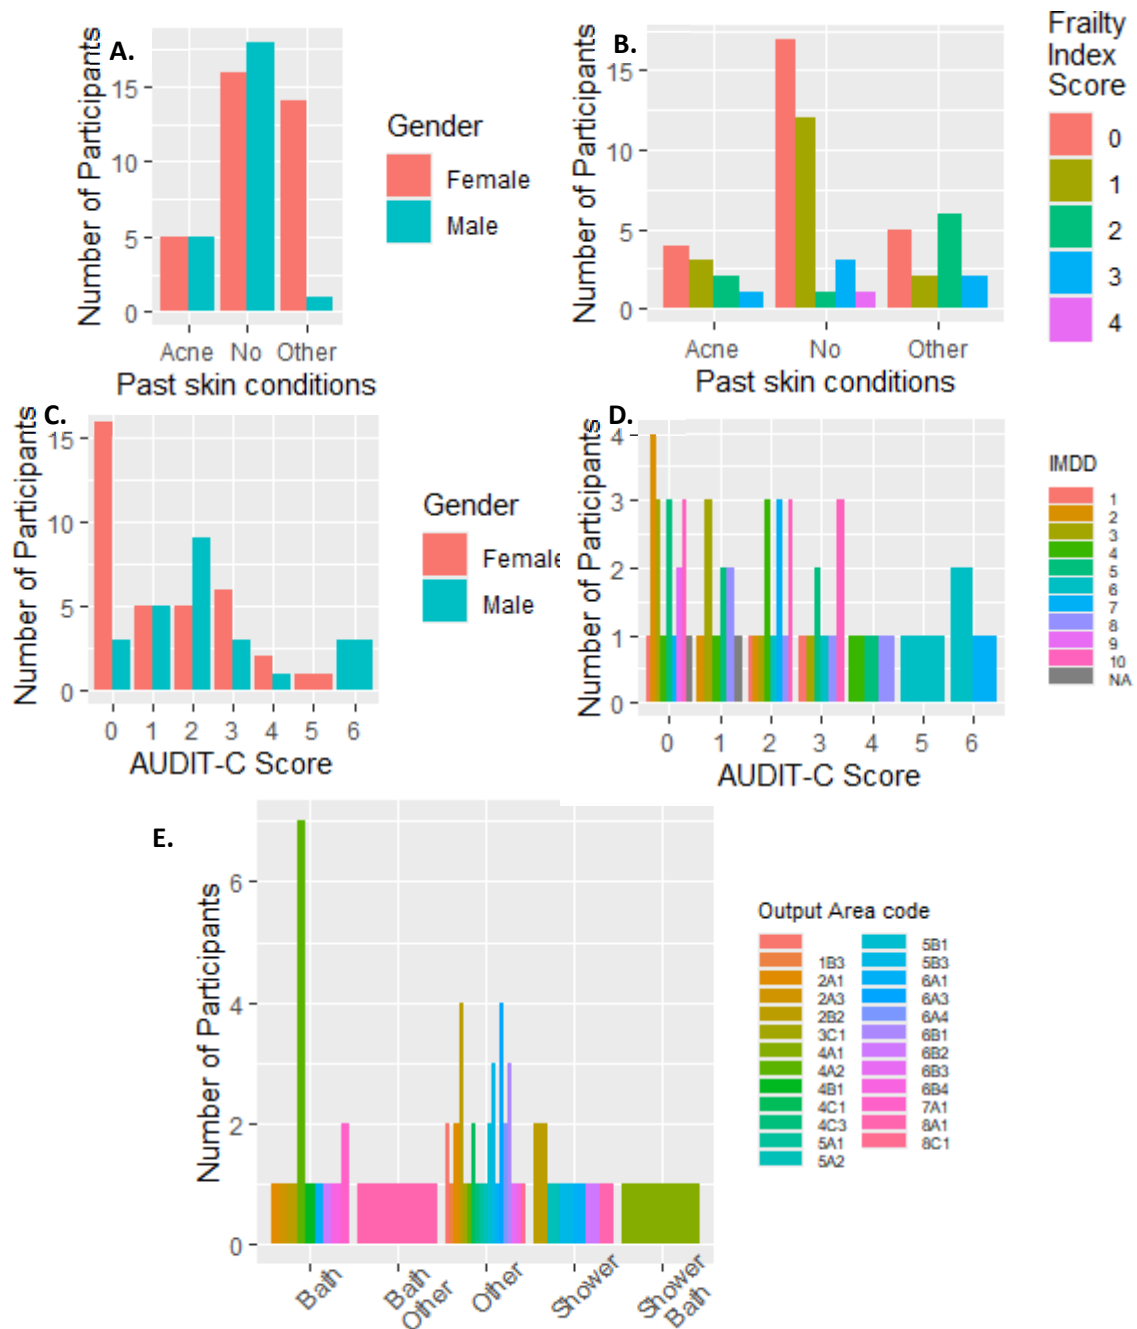 A.
Number of Participants
15
10
5
0
Acne No Other
Past skin conditions
Gender
Female
Male
B.
Number of Participants
15
10
5
0
Acne No Other
Past skin conditions
Frailty
Index
Score
0
1
2
3
4
C.
Number of Participants
15
10
5
0
0 1 2 3 4 5 6
AUDIT-C Score
Gender
Female
Male
D.
Number of Participants
4
3
2
1
0
0 1 2 3 4 5 6
AUDIT-C Score
IMDD
1
2
3
4
5
6
7
8
9
10
NA
E.
Number of Participants
6
4
2
0
Bath
Bath
Other
Other
Shower
Shower
Bath
Output Area code
1B3
2A1
2A3
2B2
3C1
4A1
4A2
4B1
4C1
4C3
5A1
5A2
5B1
5B3
6A1
6A3
6A4
6B1
6B2
6B3
6B4
7A1
8A1
8C1